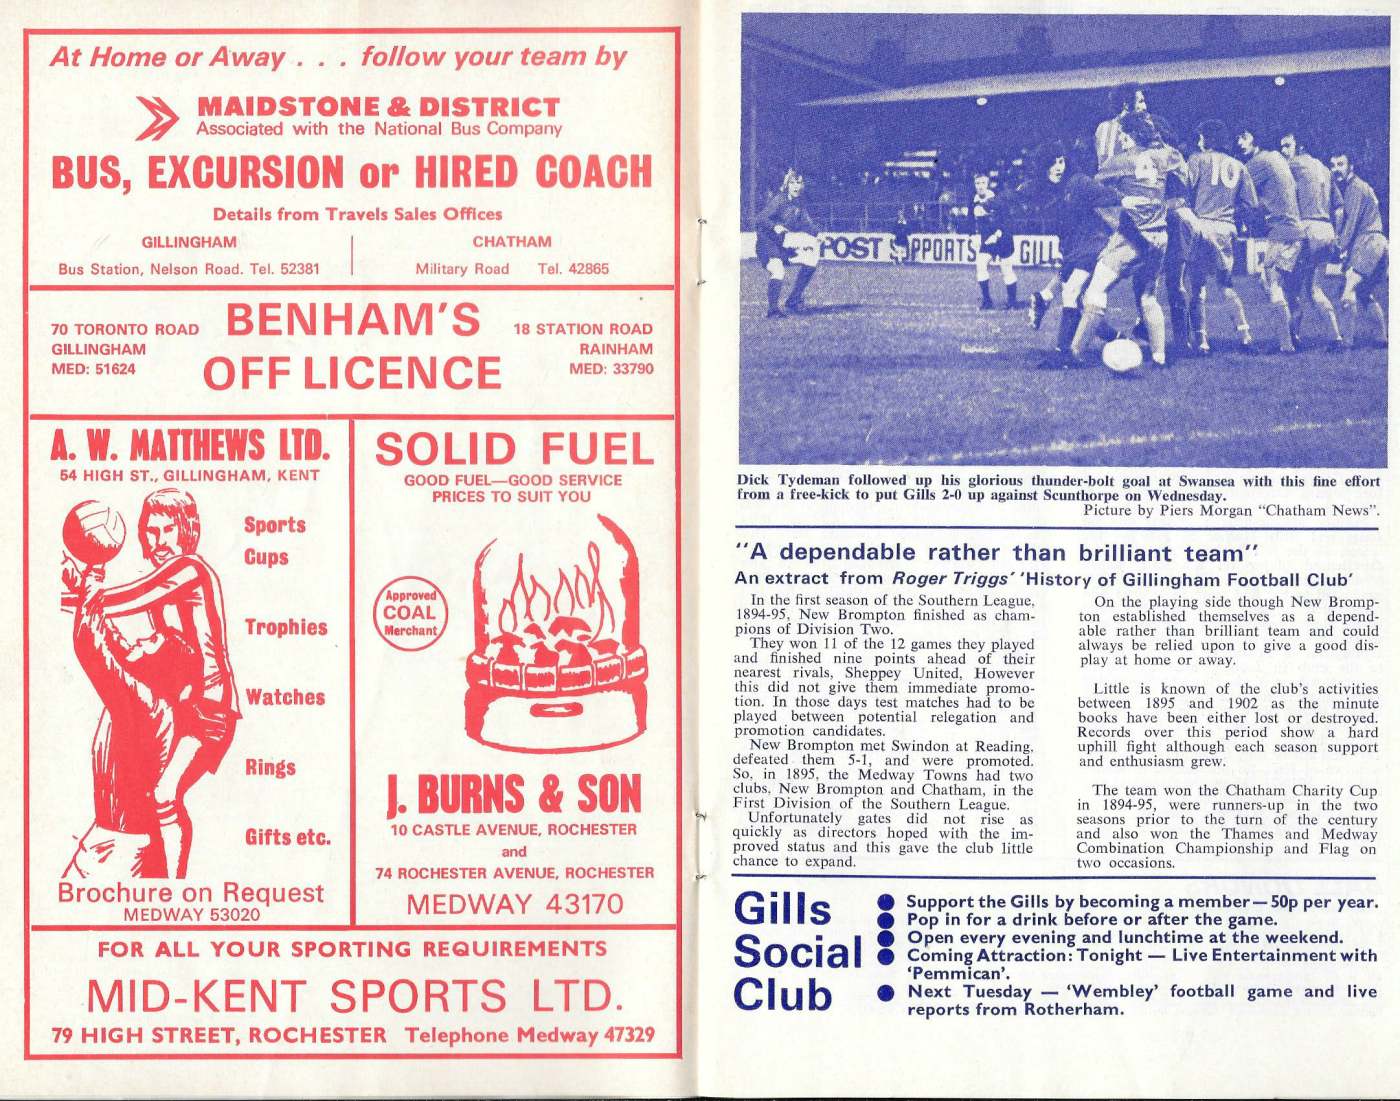 At Home or Away . . . follow your team by
MAIDSTONE & DISTRICT
Associated with the National Bus Company
BUS, EXCURSION or HIRED COACH
Details from Travels Sales Offices
GILLINGHAM
Bus Station, Nelson Road. Tel. 52381
CHATHAM
Military Road Tel. 42865
70 TORONTO ROAD
GILLINGHAM
MED: 51624
BENHAM'S
OFF LICENCE
18 STATION ROAD
RAINHAM
MED: 33790
A. W. MATTHEWS LTD.
54 HIGH ST., GILLINGHAM, KENT
Sports
Cups
Trophies
Watches
Rings
Gifts etc.
Brochure on Request
MEDWAY 53020
SOLID FUEL
GOOD FUEL—GOOD SERVICE
PRICES TO SUIT YOU
Approved
COAL
Merchant
J. BURNS & SON
10 CASTLE AVENUE, ROCHESTER
and
74 ROCHESTER AVENUE, ROCHESTER
MEDWAY 43170
FOR ALL YOUR SPORTING REQUIREMENTS
MID-KENT SPORTS LTD.
79 HIGH STREET, ROCHESTER Telephone Medway 47329
POST SUPPORTS GILL
4
10
Dick Tydeman followed up his glorious thunder-bolt goal at Swansea with this fine effort
from a free-kick to put Gills 2-0 up against Scunthorpe on Wednesday.
Picture by Piers Morgan "Chatham News".
"A dependable rather than brilliant team"
An extract from Roger Triggs' 'History of Gillingham Football Club'
In the first season of the Southern League,
1894-95, New Brompton finished as cham-
pions of Division Two.
They won 11 of the 12 games they played
and finished nine points ahead of their
nearest rivals, Sheppey United, However
this did not give them immediate promo-
tion. In those days test matches had to be
played between potential relegation and
promotion candidates.
New Brompton met Swindon at Reading,
defeated them 5-1, and were promoted.
So, in 1895, the Medway Towns had two
clubs, New Brompton and Chatham, in the
First Division of the Southern League.
Unfortunately gates did not rise as
quickly as directors hoped with the im-
proved status and this gave the club little
chance to expand.
On the playing side though New Bromp-
ton established themselves as a depend-
able rather than brilliant team and could
always be relied upon to give a good dis-
play at home or away.
Little is known of the club's activities
between 1895 and 1902 as the minute
books have been either lost or destroyed.
Records over this period show a hard
uphill fight although each season support
and enthusiasm grew.
The team won the Chatham Charity Cup
in 1894-95, were runners-up in the two
seasons prior to the turn of the century
and also won the Thames and Medway
Combination Championship and Flag on
two occasions.
Gills
Social
Club
● Support the Gills by becoming a member — 50p per year.
● Pop in for a drink before or after the game.
● Open every evening and lunchtime at the weekend.
● Coming Attraction: Tonight — Live Entertainment with
'Pemmican'.
● Next Tuesday — 'Wembley' football game and live
reports from Rotherham.